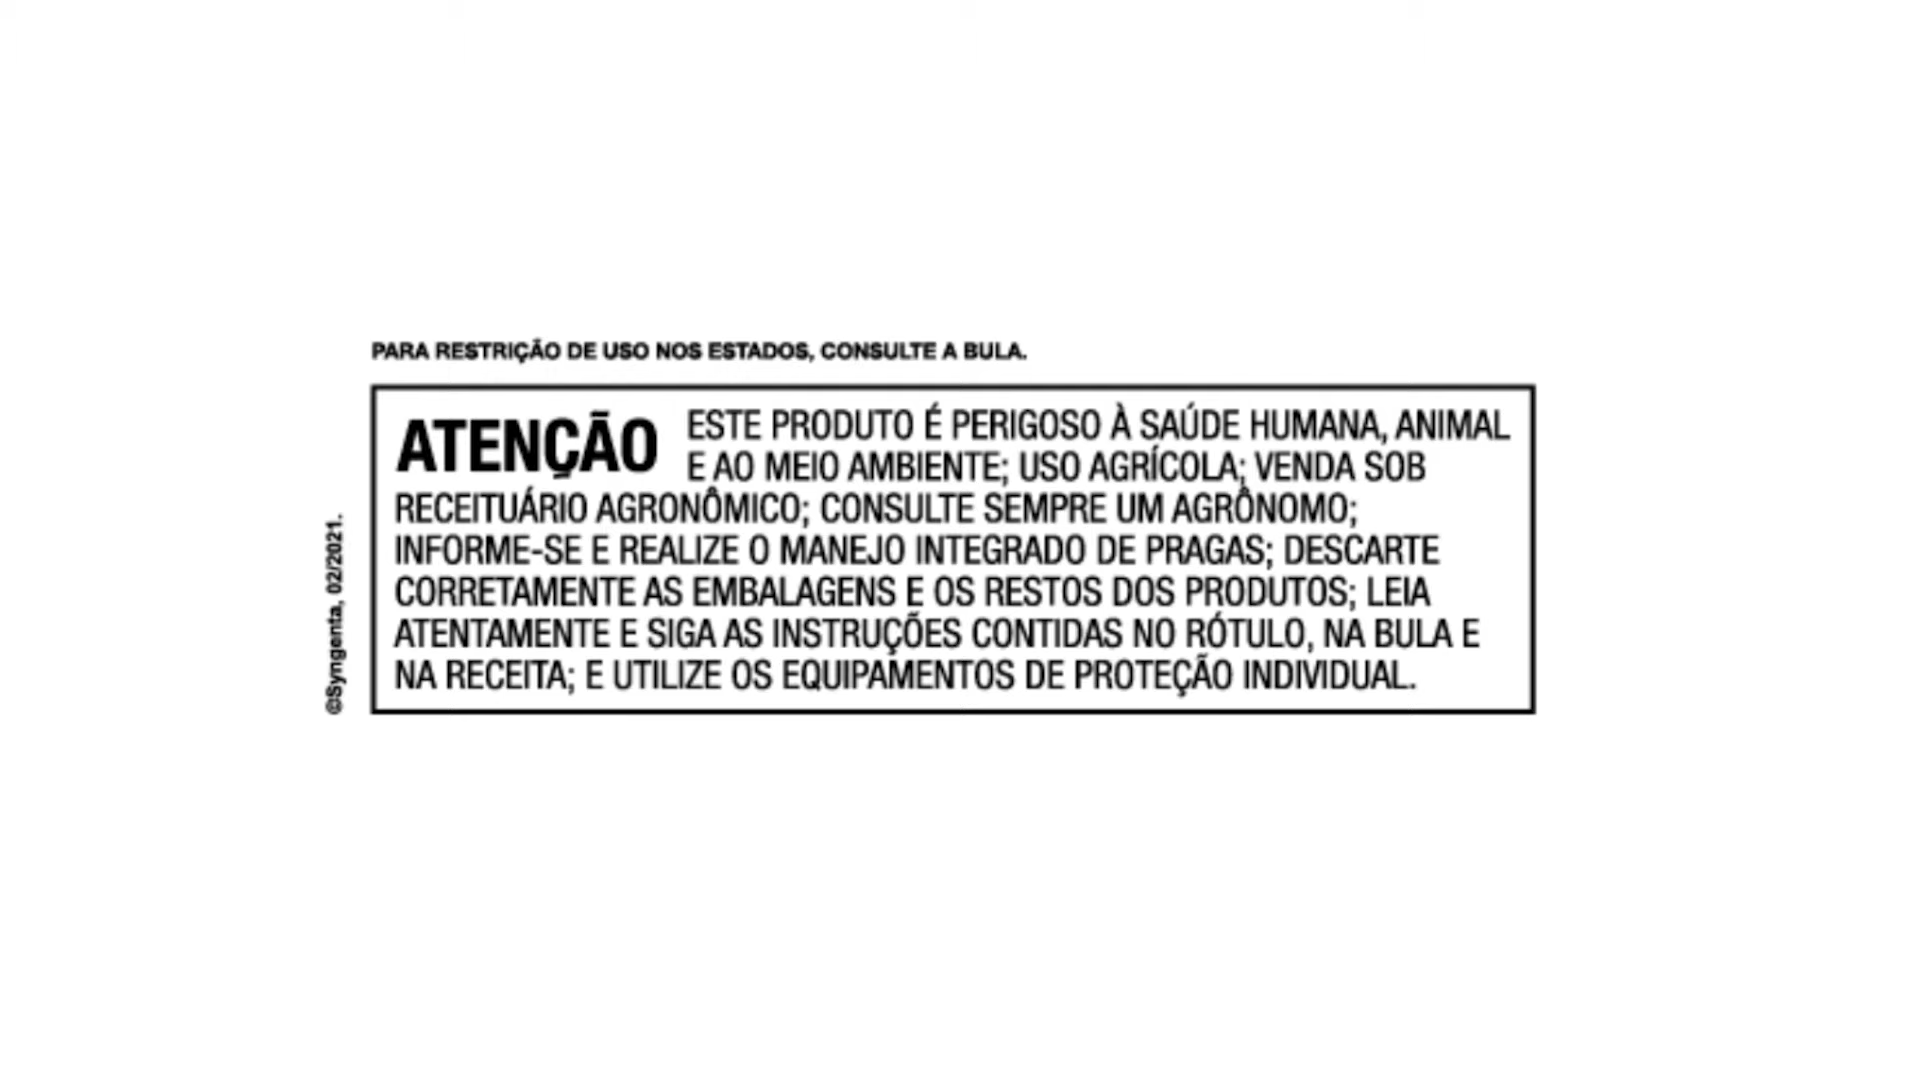 PARA RESTRIÇÃO DE USO NOS ESTADOS, CONSULTE A BULA.
ATENÇÃO ESTE PRODUTO É PERIGOSO À SAÚDE HUMANA, ANIMAL
E AO MEIO AMBIENTE; USO AGRÍCOLA; VENDA SOB
RECEITUÁRIO AGRONÔMICO; CONSULTE SEMPRE UM AGRÔNOMO;
INFORME-SE E REALIZE O MANEJO INTEGRADO DE PRAGAS; DESCARTE
CORRETAMENTE AS EMBALAGENS E OS RESTOS DOS PRODUTOS; LEIA
ATENTAMENTE E SIGA AS INSTRUÇÕES CONTIDAS NO RÓTULO, NA BULA E
NA RECEITA; E UTILIZE OS EQUIPAMENTOS DE PROTEÇÃO INDIVIDUAL.
©Syngenta, 02/2021.